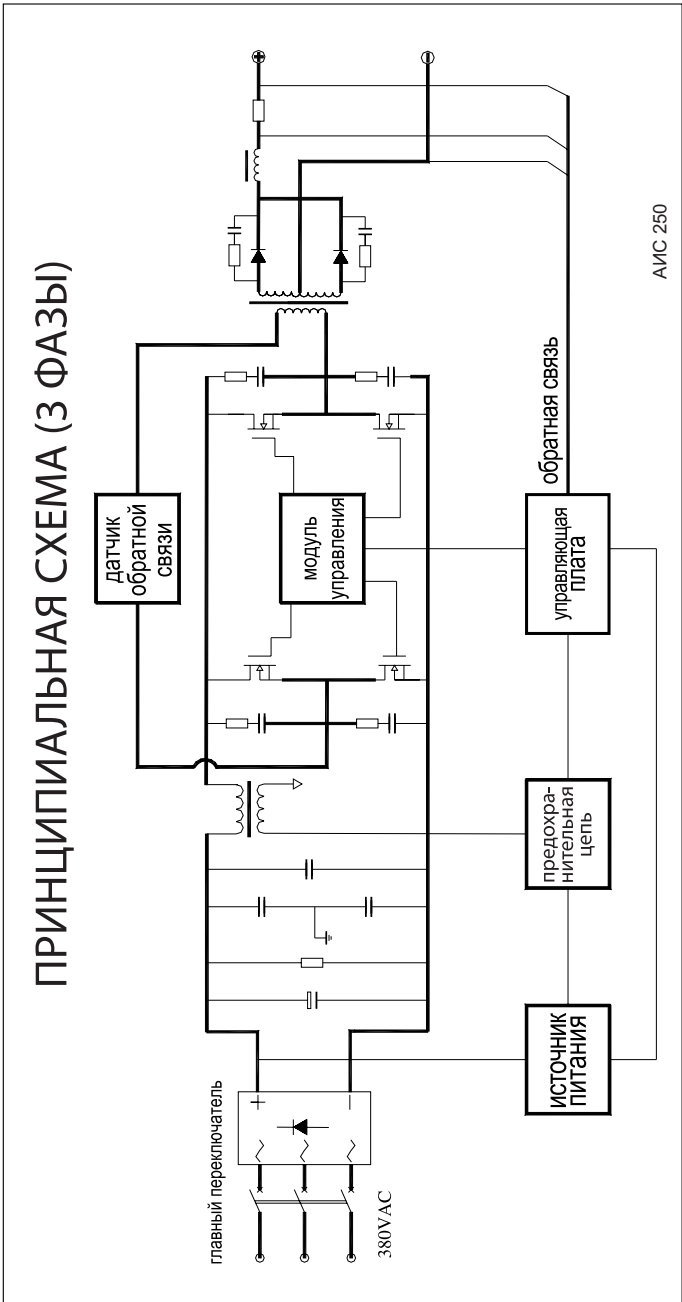 ПРИНЦИПИАЛЬНАЯ СХЕМА (3 ФАЗЫ)
главный переключатель
380VAC
датчик
обратной
связи
модуль
управления
источник
питания
предохра-
нительная
цепь
управляющая
плата
обратная связь
АИС 250